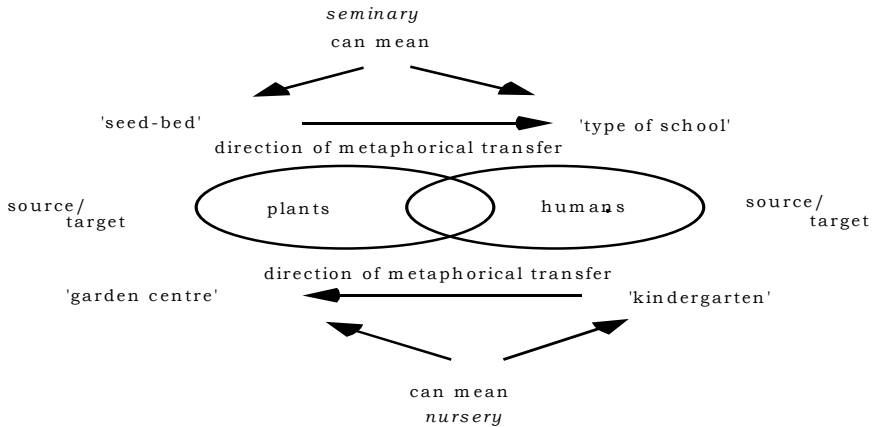 seminary
can mean
'seed-bed'
'type of school'
direction of metaphorical transfer
source/
target
plants
humans
source/
target
direction of metaphorical transfer
'garden centre'
'kindergarten'
can mean
nursery